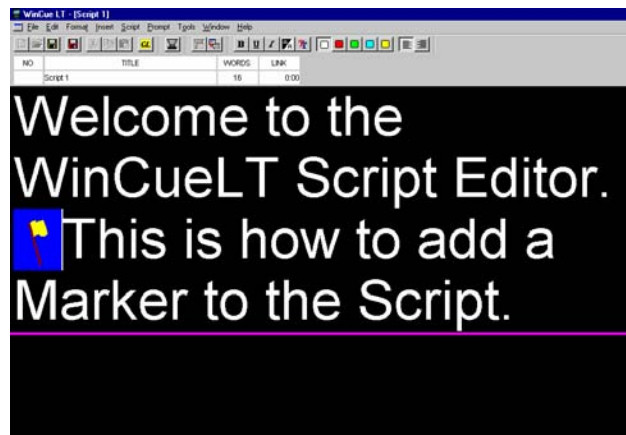 WinCue LT - [Script 1]
File Edit Format Insert Script Prompt Tools Window Help
B U I
NO TITLE WORDS LINK
Script 1 16 0:00
Welcome to the
WinCueLT Script Editor.
This is how to add a
Marker to the Script.